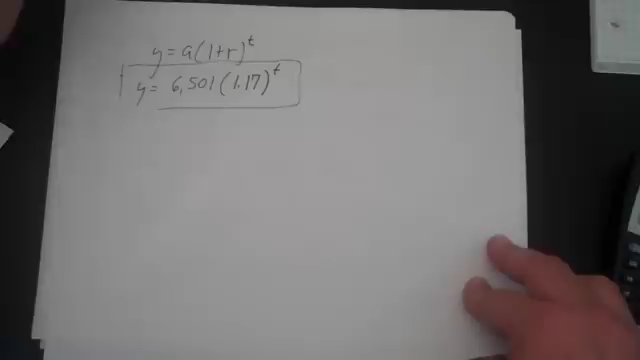 y = a(1+r)^t
y = 6,501(1.17)^t